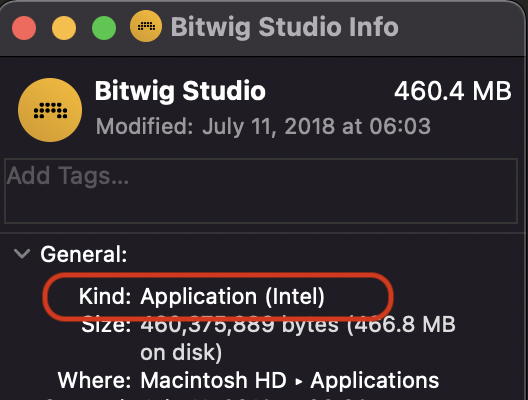 Bitwig Studio Info
Bitwig Studio 460.4 MB
Modified: July 11, 2018 at 06:03
Add Tags...
General:
Kind: Application (Intel)
Size: 460,375,889 bytes (466.8 MB
on disk)
Where: Macintosh HD ▸ Applications